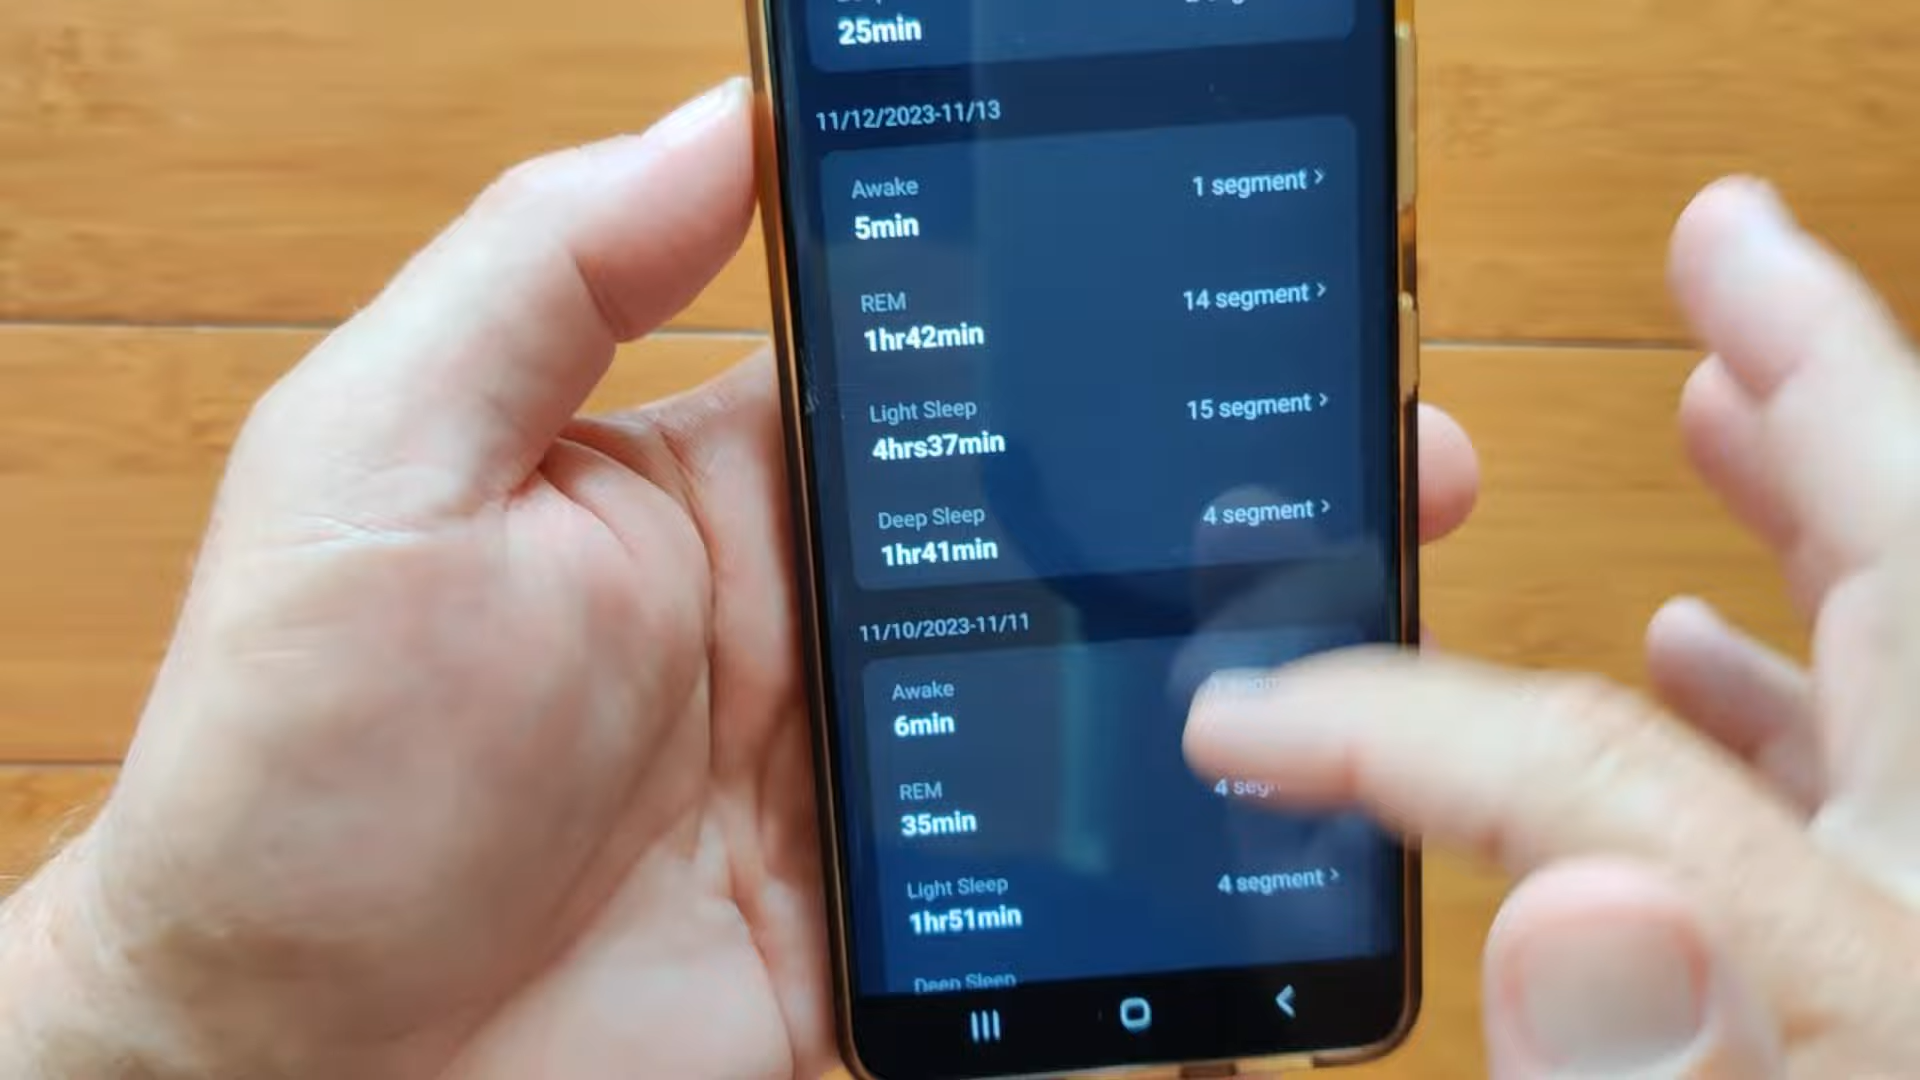 25min
11/12/2023-11/13
Awake
1 segment >
5min
REM
14 segment >
1hr42min
Light Sleep
15 segment >
4hrs37min
Deep Sleep
4 segment >
1hr41min
11/10/2023-11/11
Awake
6min
REM
4
35min
Light Sleep
4 segment >
1hr51min
Deep Sleep